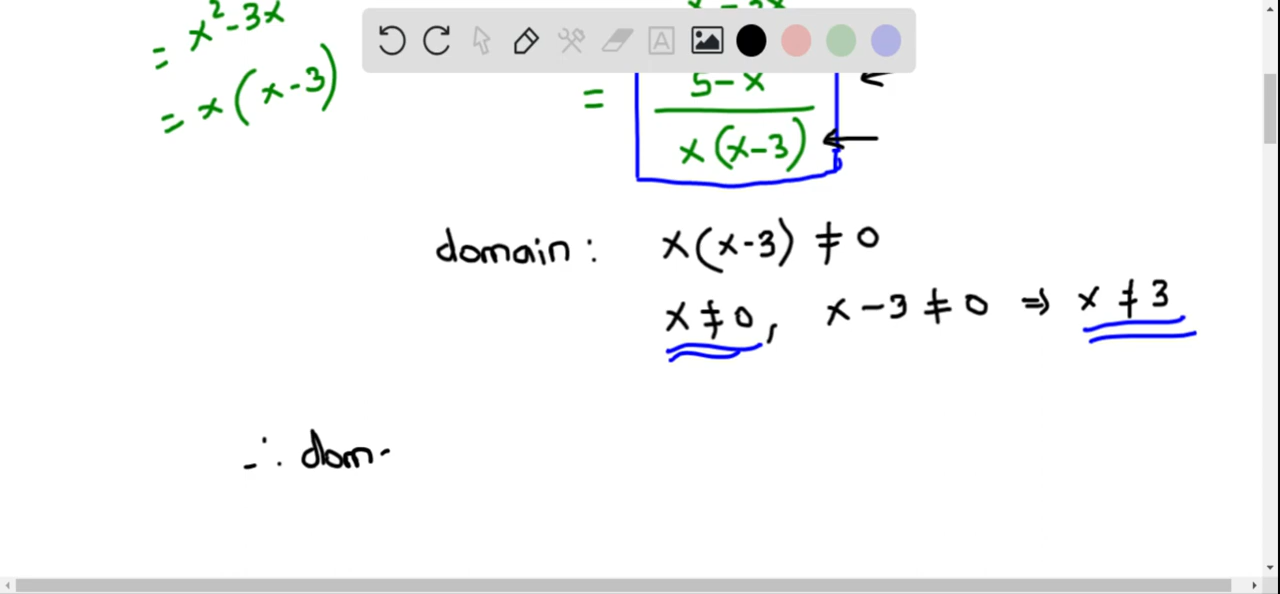 = x² - 3x
= x(x-3)
= 5-x / x(x-3)
domain: x(x-3) ≠ 0
x ≠ 0, x - 3 ≠ 0 ⇒ x ≠ 3
∴ dom
A